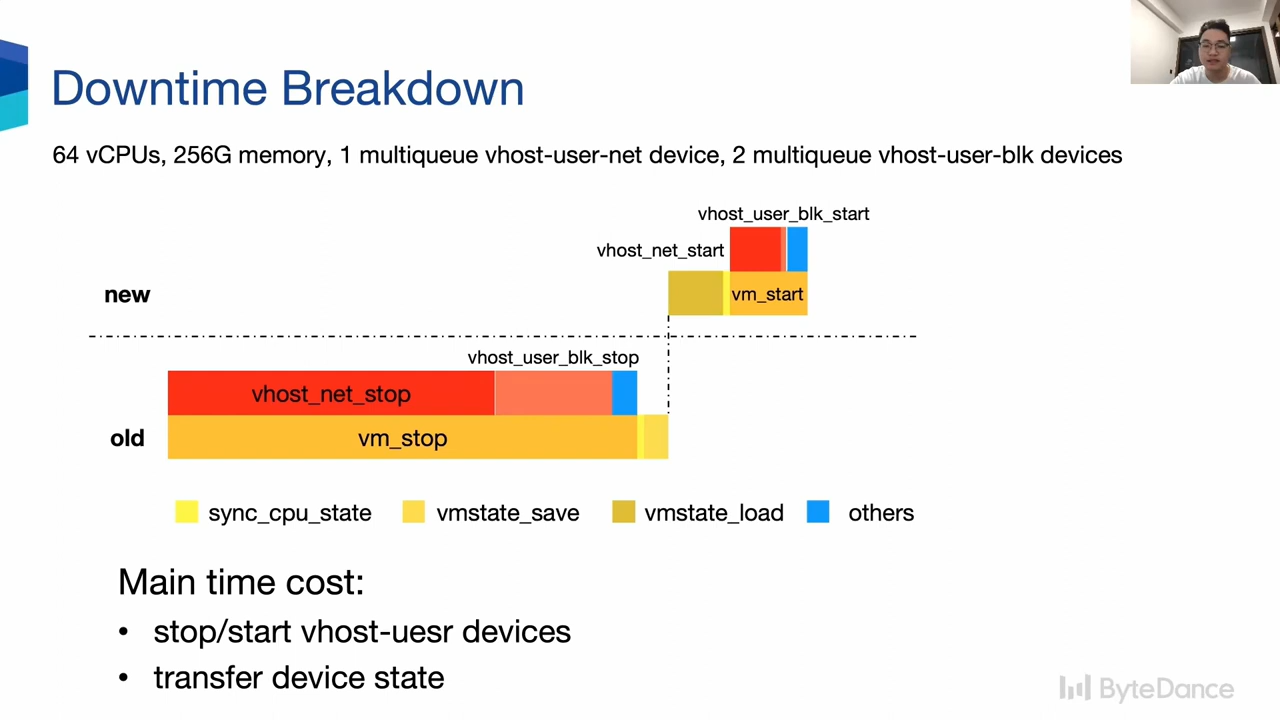 Downtime Breakdown
64 vCPUs, 256G memory, 1 multiqueue vhost-user-net device, 2 multiqueue vhost-user-blk devices
vhost_user_blk_start
vhost_net_start
new
vm_start
vhost_user_blk_stop
vhost_net_stop
old
vm_stop
sync_cpu_state
vmstate_save
vmstate_load
others
Main time cost:
• stop/start vhost-uesr devices
• transfer device state
ByteDance